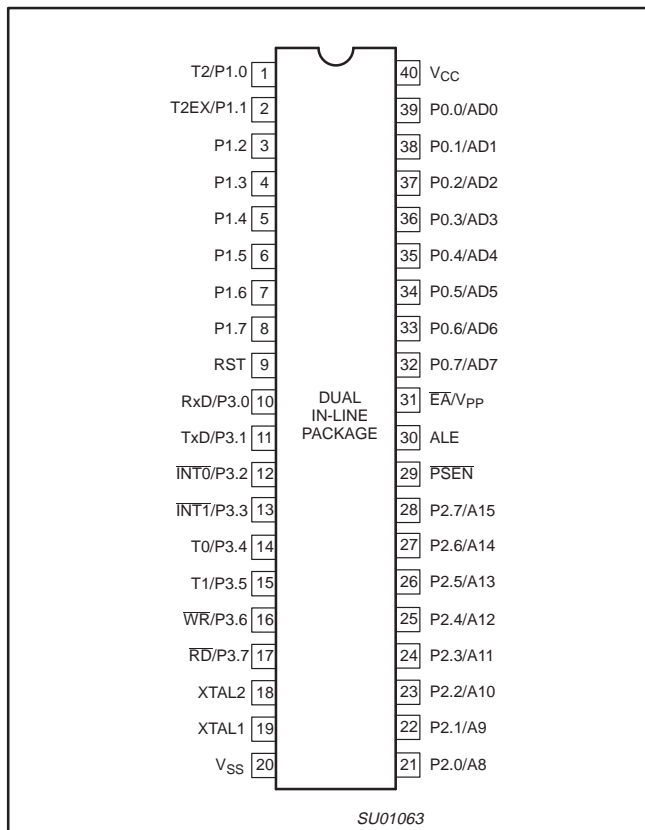 T2/P1.0 1 40 VCC
T2EX/P1.1 2 39 P0.0/AD0
P1.2 3 38 P0.1/AD1
P1.3 4 37 P0.2/AD2
P1.4 5 36 P0.3/AD3
P1.5 6 35 P0.4/AD4
P1.6 7 34 P0.5/AD5
P1.7 8 33 P0.6/AD6
RST 9 32 P0.7/AD7
RxD/P3.0 10 DUAL 31 E̅A̅/VPP
TxD/P3.1 11 IN-LINE 30 ALE
I̅N̅T̅0̅/P3.2 12 PACKAGE 29 P̅S̅E̅N̅
I̅N̅T̅1̅/P3.3 13 28 P2.7/A15
T0/P3.4 14 27 P2.6/A14
T1/P3.5 15 26 P2.5/A13
W̅R̅/P3.6 16 25 P2.4/A12
R̅D̅/P3.7 17 24 P2.3/A11
XTAL2 18 23 P2.2/A10
XTAL1 19 22 P2.1/A9
VSS 20 21 P2.0/A8
SU01063